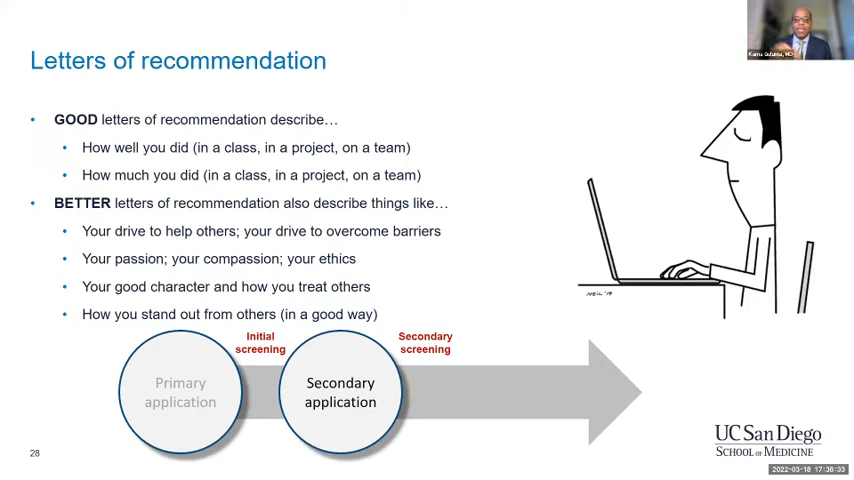 Letters of recommendation
• GOOD letters of recommendation describe…
• How well you did (in a class, in a project, on a team)
• How much you did (in a class, in a project, on a team)
• BETTER letters of recommendation also describe things like…
• Your drive to help others; your drive to overcome barriers
• Your passion; your compassion; your ethics
• Your good character and how you treat others
• How you stand out from others (in a good way)
Initial
screening
Secondary
screening
Primary
application
Secondary
application
UC San Diego
SCHOOL OF MEDICINE
28
2022-03-18 17:36:33